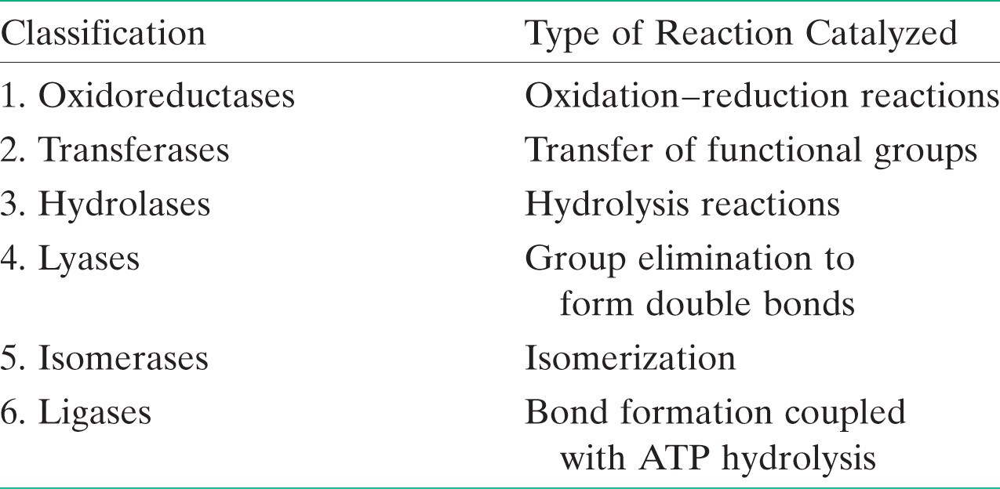 Classification Type of Reaction Catalyzed
1. Oxidoreductases Oxidation–reduction reactions
2. Transferases Transfer of functional groups
3. Hydrolases Hydrolysis reactions
4. Lyases Group elimination to
form double bonds
5. Isomerases Isomerization
6. Ligases Bond formation coupled
with ATP hydrolysis